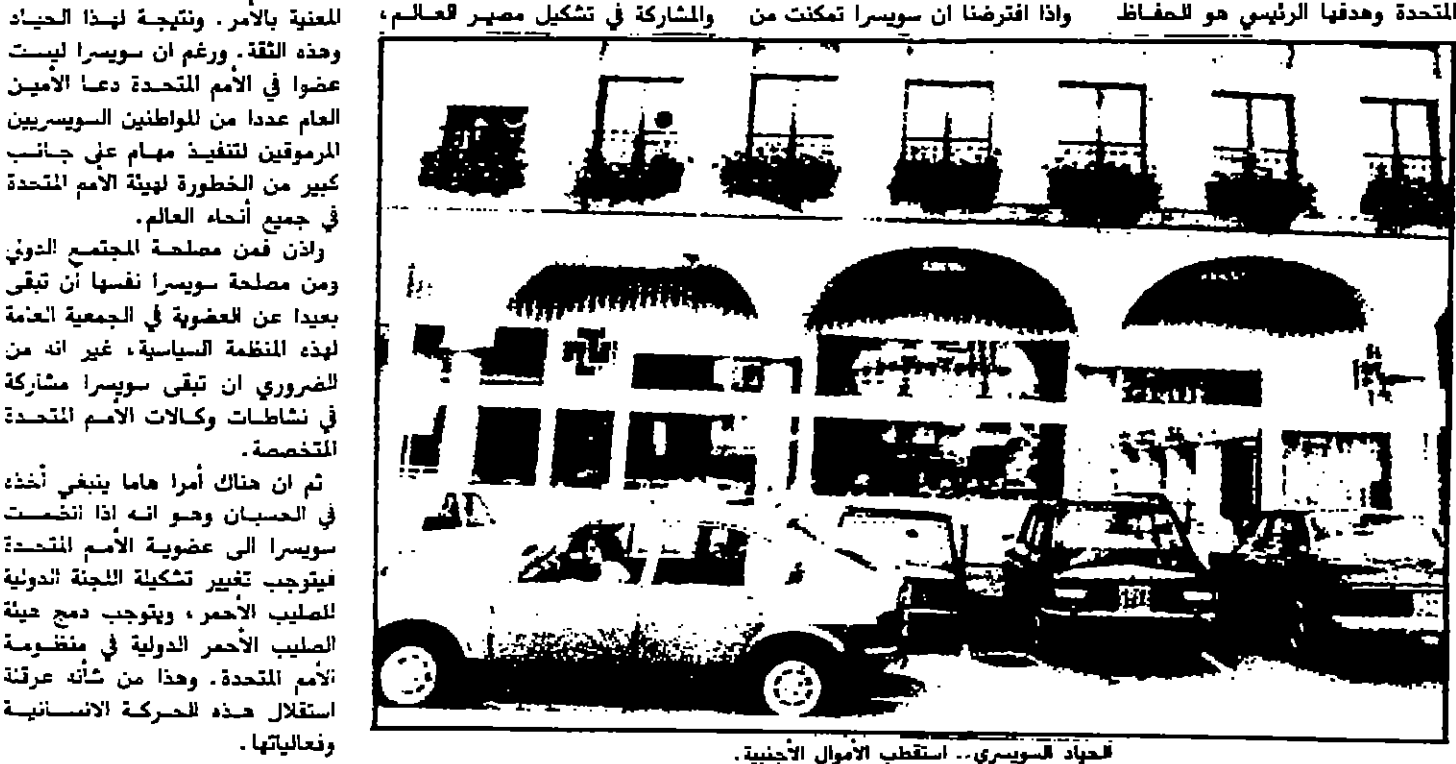 المتحدة وهدفها الرئيسي هو الحفاظ
واذا افترضنا ان سويسرا تمكنت من
والمشاركة في تشكيل مصير العالم،
المعنية بالأمر. ونتيجة لهذا الحياد
وهذه الثقة. ورغم ان سويسرا ليست
عضوا في الأمم المتحدة دعا الأمين
العام عددا من المواطنين السويسريين
المرموقين لتنفيذ مهام على جانب
كبير من الخطورة لهيئة الأمم المتحدة
في جميع أنحاء العالم.
واذن فمن مصلحة المجتمع الدولي
ومن مصلحة سويسرا نفسها أن تبقى
بعيدا عن العضوية في الجمعية العامة
لهذه المنظمة السياسية، غير انه من
الضروري ان تبقى سويسرا مشاركة
في نشاطات وكالات الأمم المتحدة
المتخصصة.
ثم ان هناك أمرا هاما ينبغي أخذه
في الحسبان وهو انه اذا انضمت
سويسرا الى عضوية الأمم المتحدة
فيتوجب تغيير تشكيلة اللجنة الدولية
للصليب الأحمر، ويتوجب دمج هيئة
الصليب الأحمر الدولية في منظومة
الأمم المتحدة. وهذا من شأنه عرقلة
استقلال هذه الحركة الانسانية
وفعالياتها.
الحياد السويسري.. استقطب الأموال الأجنبية.